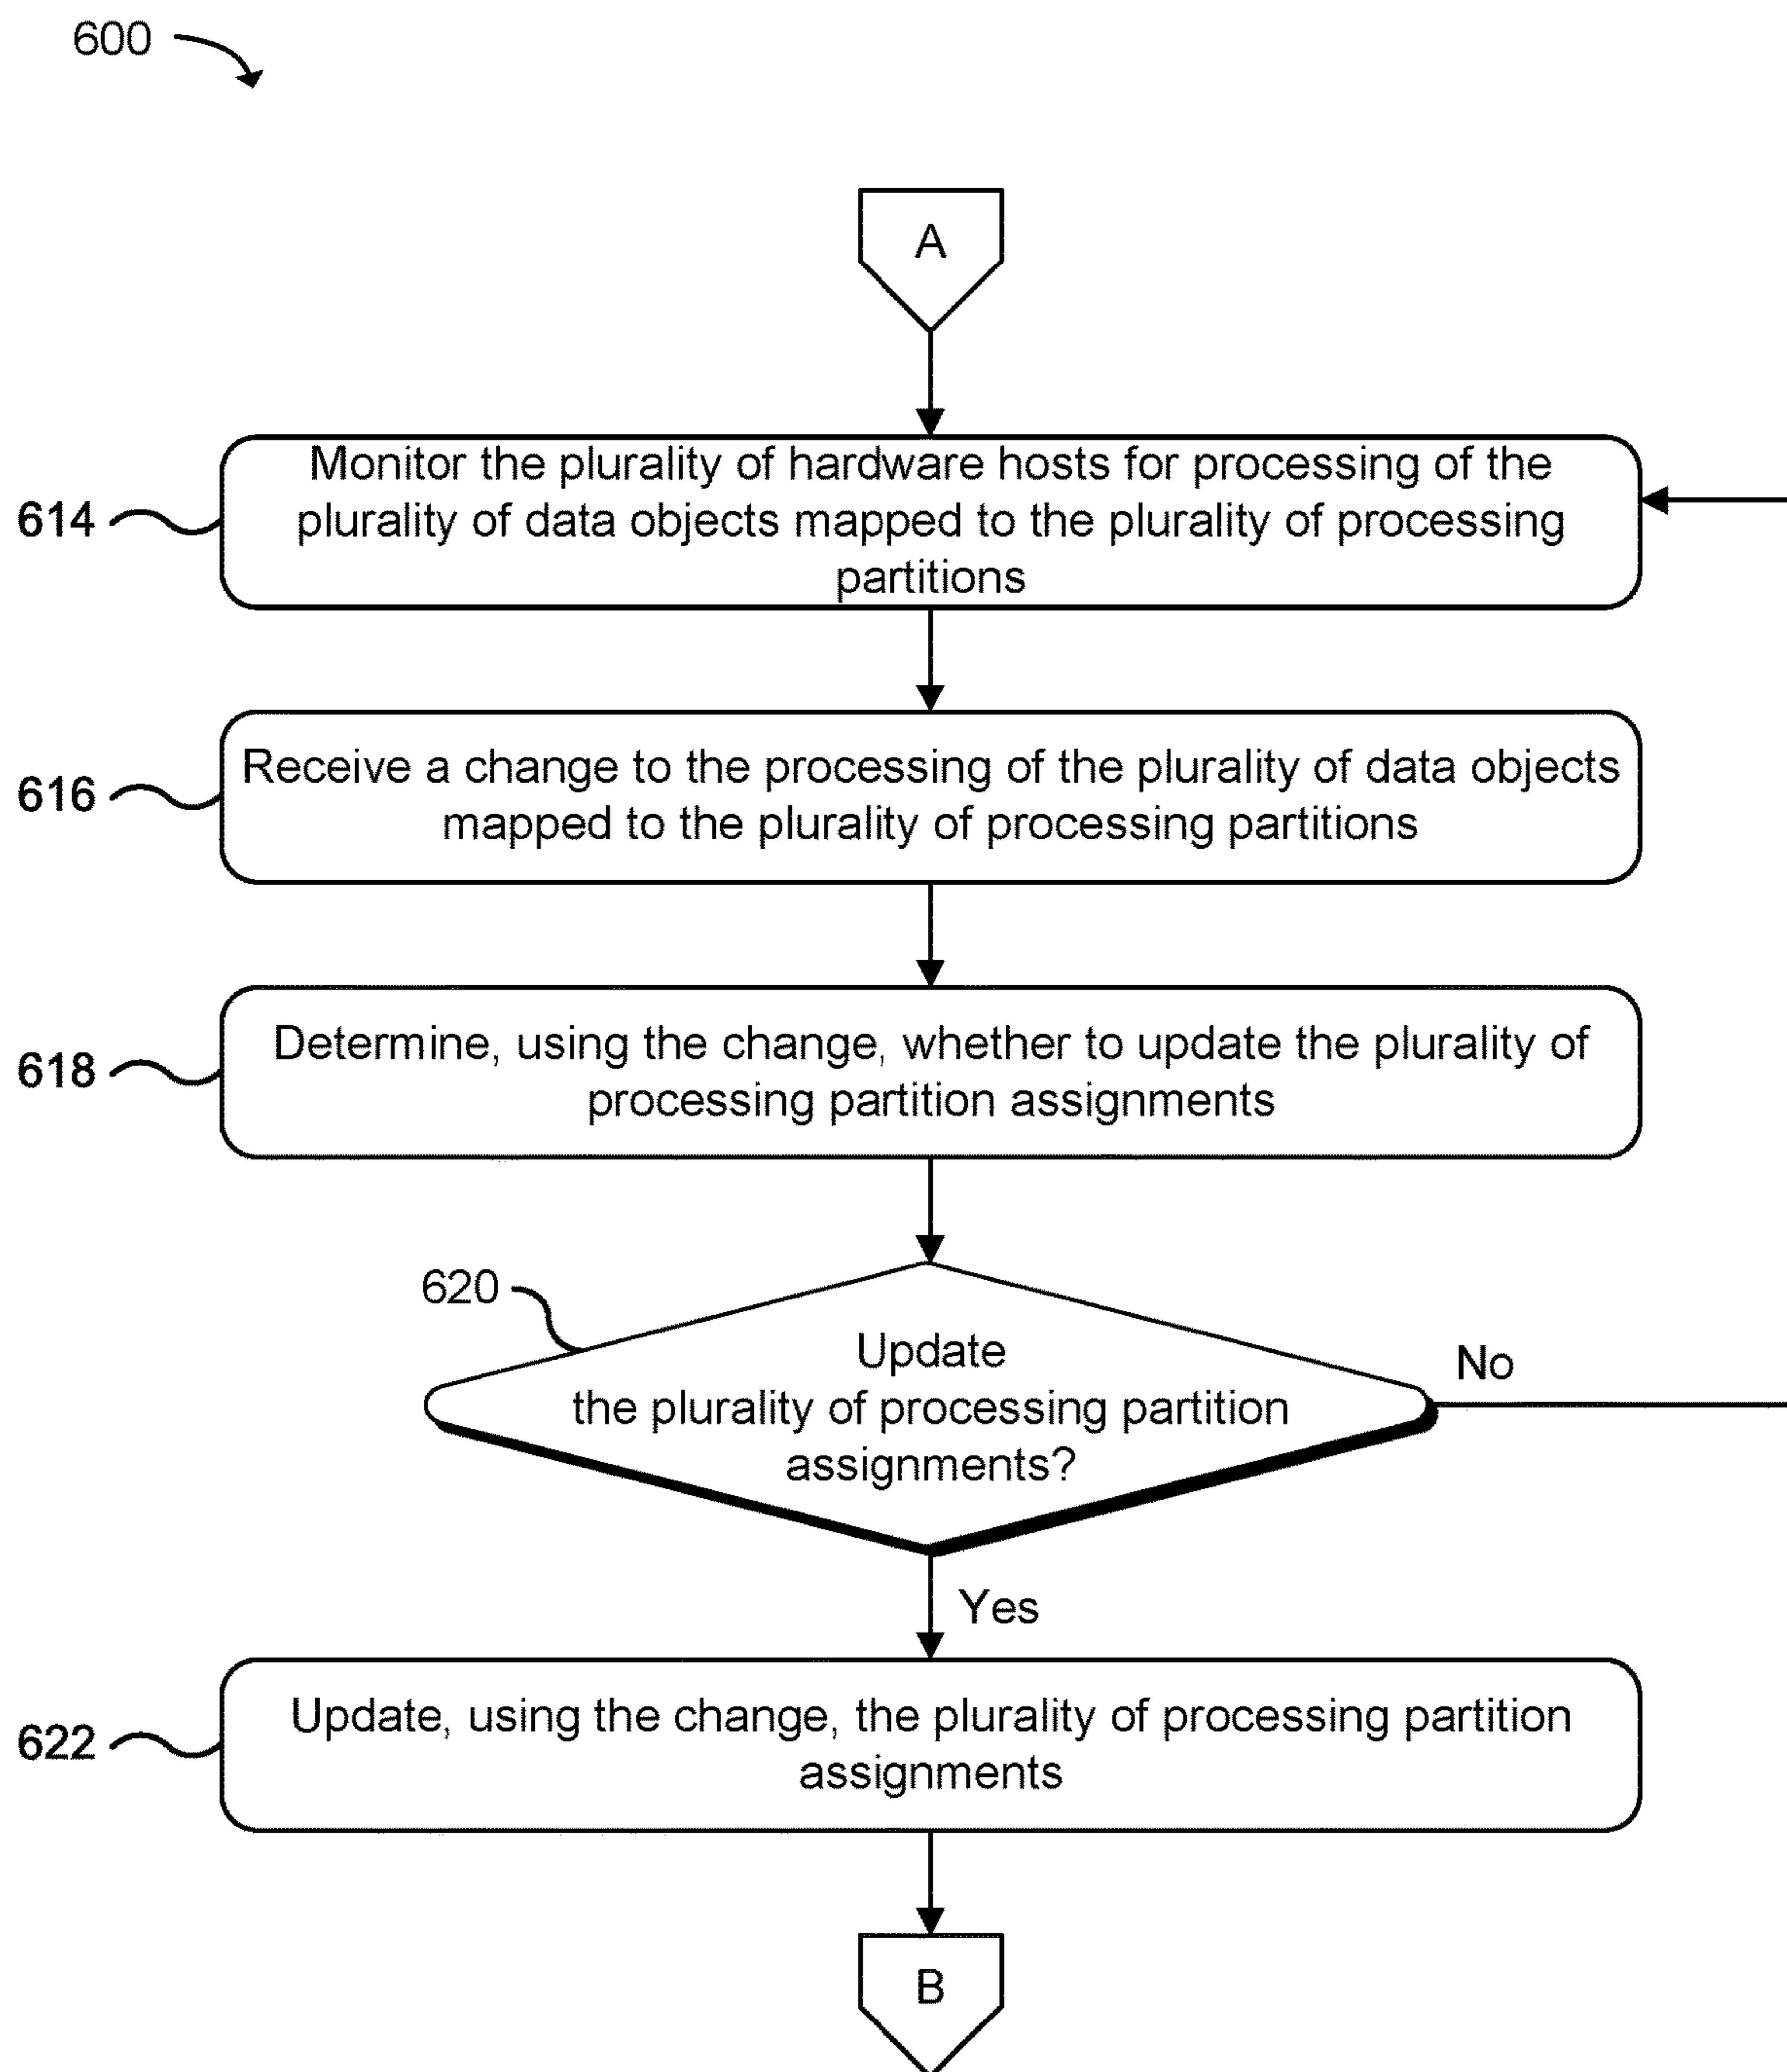 600
A
Monitor the plurality of hardware hosts for processing of the
614
plurality of data objects mapped to the plurality of processing
partitions
Receive a change to the processing of the plurality of data objects
616
mapped to the plurality of processing partitions
Determine, using the change, whether to update the plurality of
618
processing partition assignments
620
Update
No
the plurality of processing partition
assignments?
Yes
Update, using the change, the plurality of processing partition
622
assignments
B